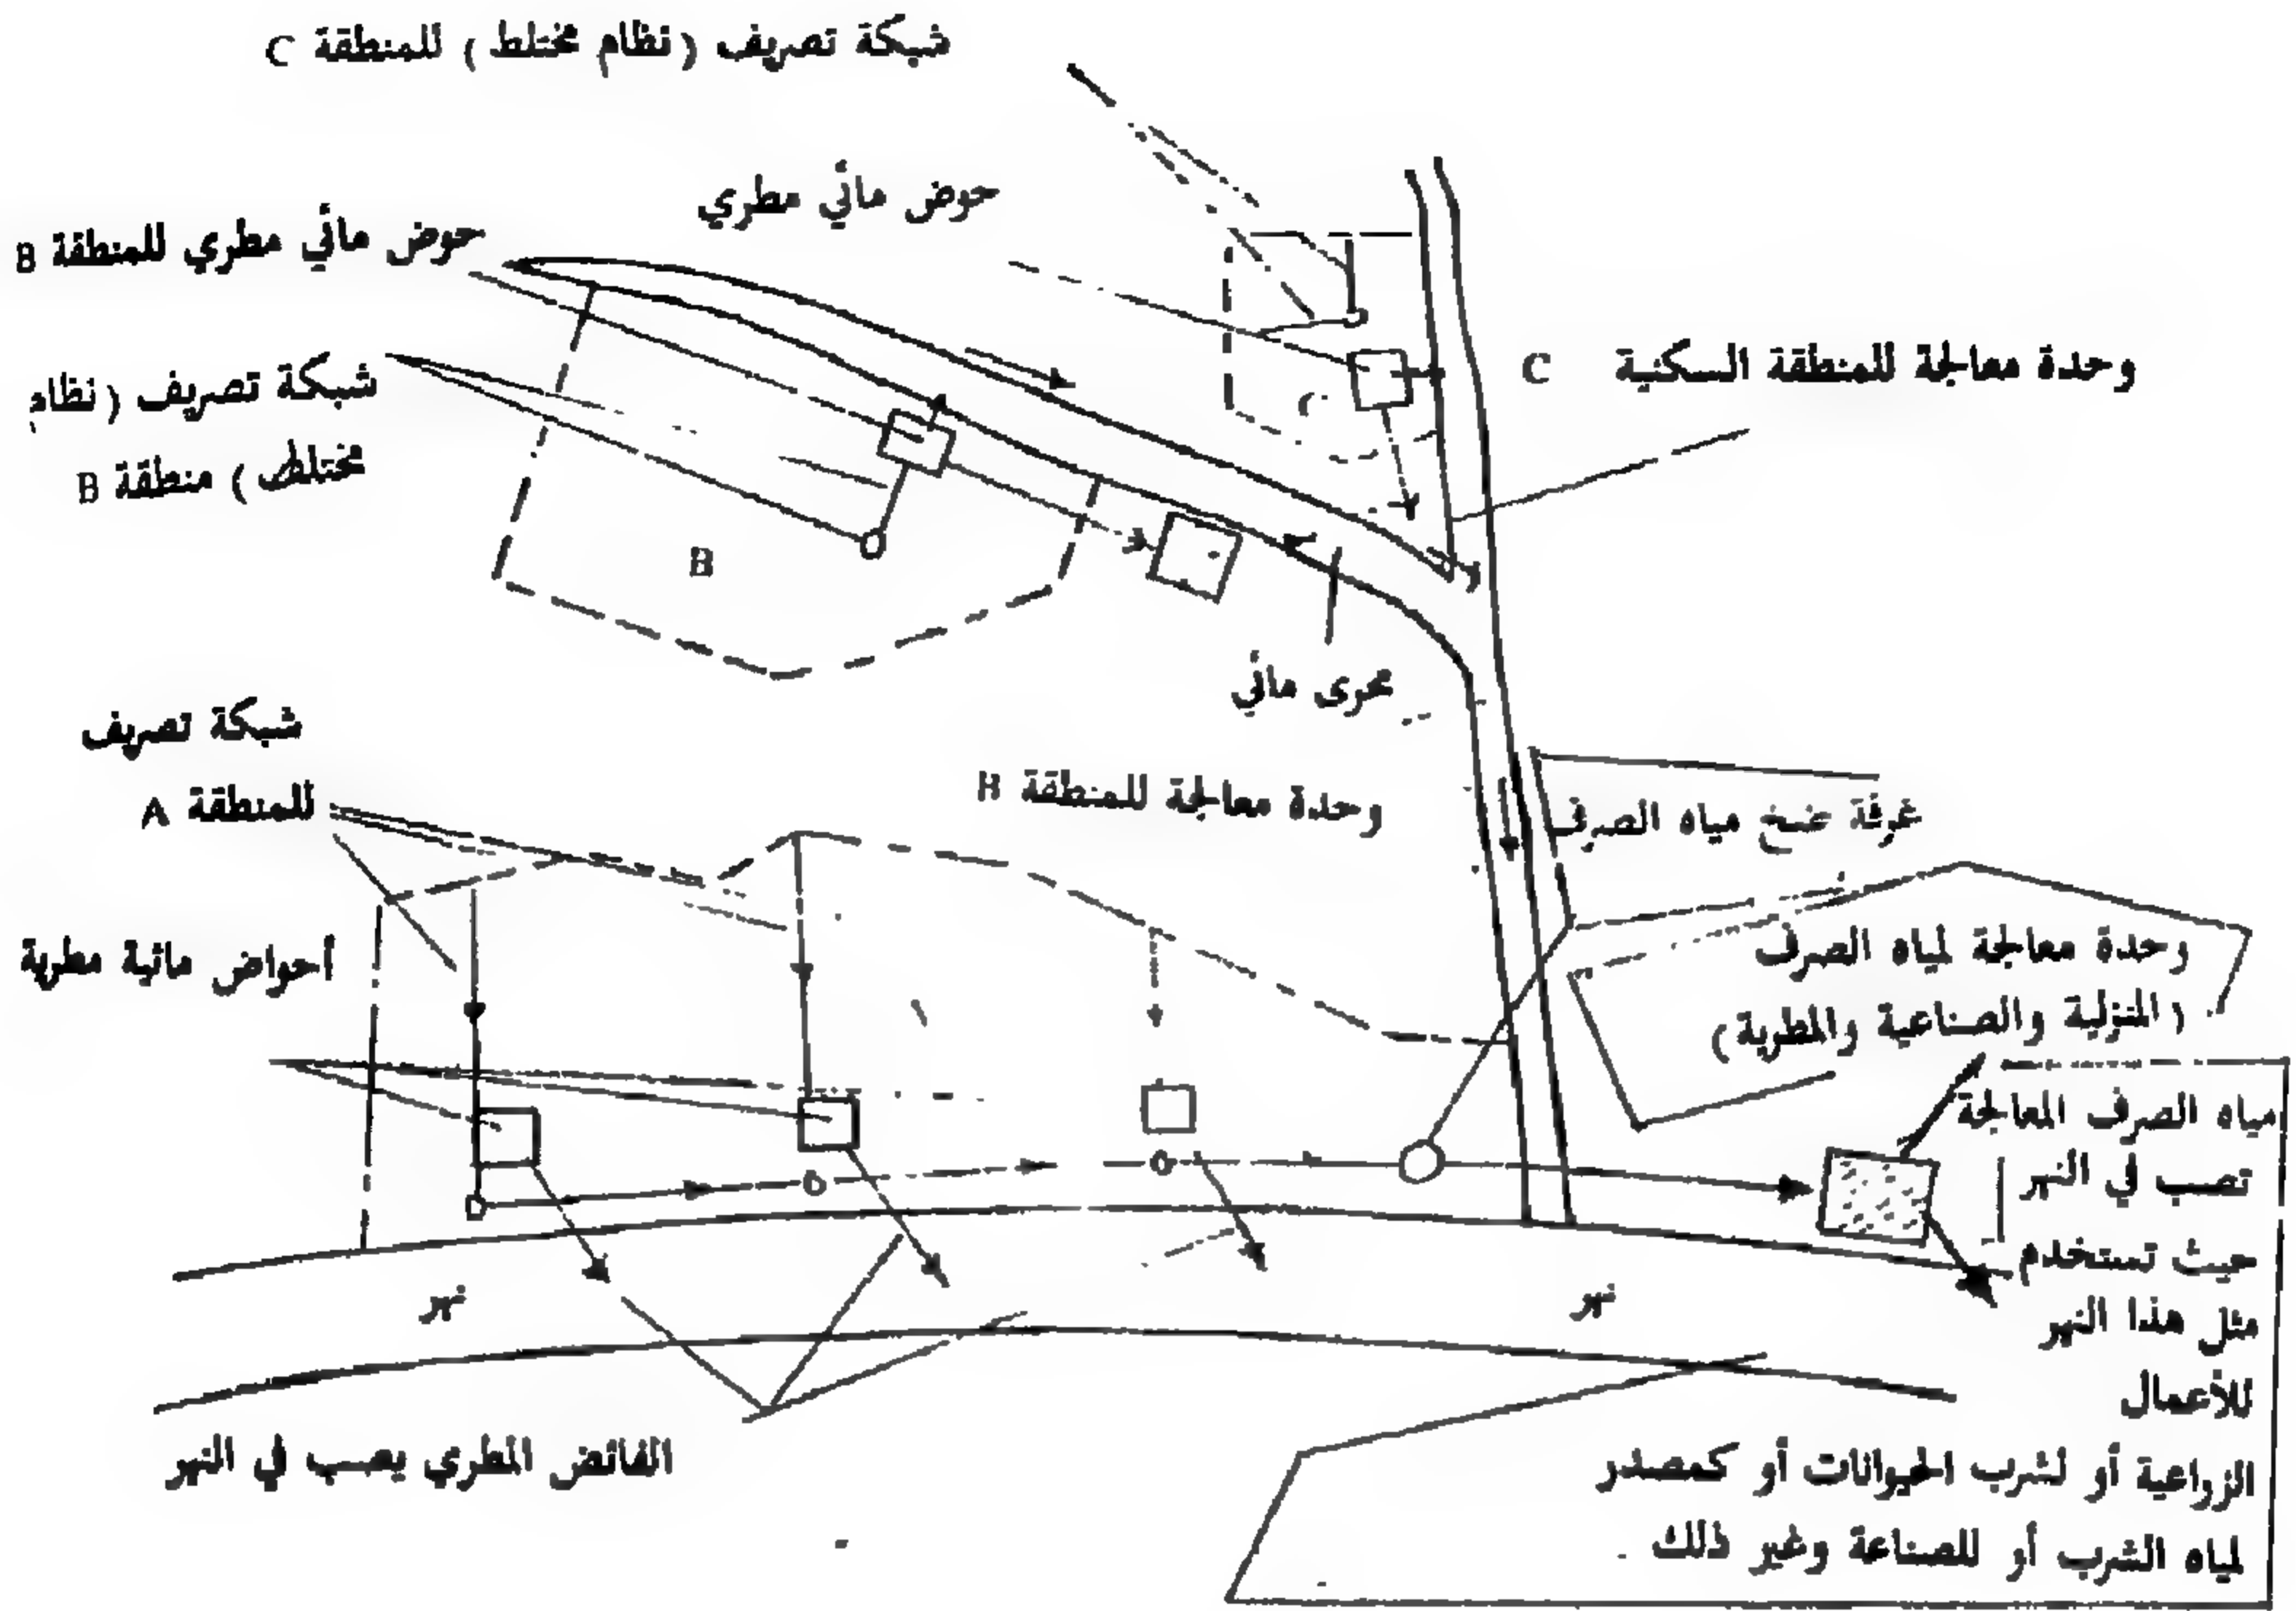 شبكة تصريف (نظام مختلط) للمنطقة C
حوض مائي مطري
حوض مائي مطري للمنطقة B
شبكة تصريف (نظام
مختلط) منطقة B
وحدة معالجة للمنطقة السكنية C
C
B
مجرى مائي
شبكة تصريف
للمنطقة A
وحدة معالجة للمنطقة B
غرفة ضخ مياه الصرف
أحواض مائية مطرية
وحدة معالجة لمياه الصرف
(المنزلية والصناعية والمطرية)
مياه الصرف المعالجة
تصب في النهر
حيث تستخدم
مثل هذا النهر
للأعمال
الزراعية أو لشرب الحيوانات أو كمصدر
لمياه الشرب أو للصناعة وغير ذلك .
نهر
نهر
الفائض المطري يصب في النهر